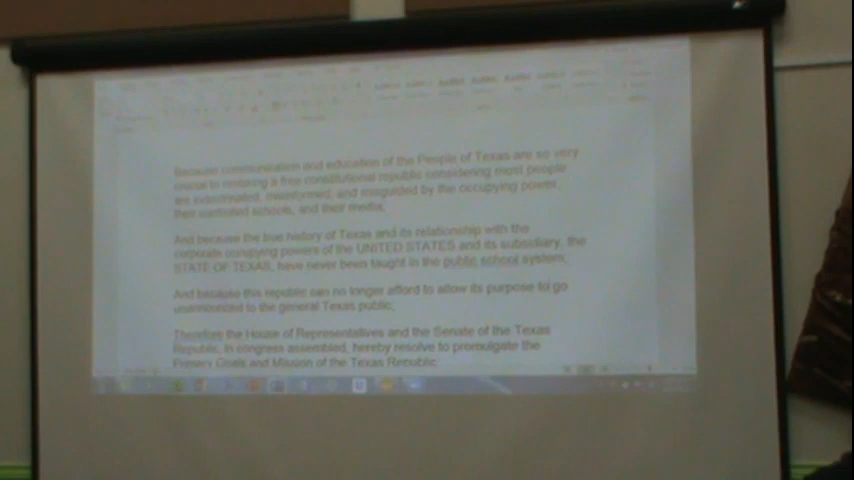 Because communication and education of the People of Texas are so very
crucial in restoring a free constitutional republic considering most people
are mistreated, misinformed, and misguided by the occupying power,
their controlled schools, and their media;
And because the true history of Texas and its relationship with the
corporate occupying powers of the UNITED STATES and its subsidiary, the
STATE OF TEXAS, have never been taught in the public school system;
And because this republic can no longer afford to allow its purpose to go
unannounced to the general Texas public;
Therefore the House of Representatives and the Senate of the Texas
Republic, in congress assembled, hereby resolve to promulgate the
Primary Goals and Mission of the Texas Republic: